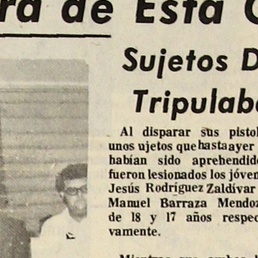 ra de Esta C
Sujetos D
Tripulaba
Al disparar sus pistol
unos ujetos que hasta ayer
habían sido aprehendido
fueron lesionados los jóven
Jesús Rodríguez Zaldívar
Manuel Barraza Mendoz
de 18 y 17 años respec
vamente.